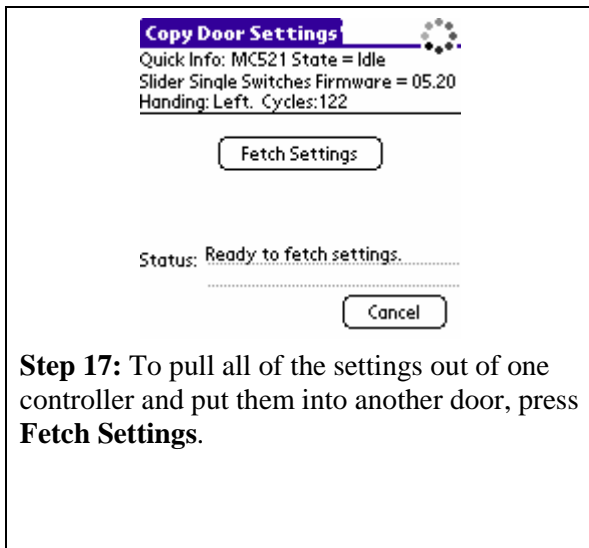 Copy Door Settings
Quick Info: MC521 State = Idle
Slider Single Switches Firmware = 05.20
Handing: Left. Cycles:122
Fetch Settings
Status: Ready to fetch settings.
Cancel
Step 17: To pull all of the settings out of one
controller and put them into another door, press
Fetch Settings.